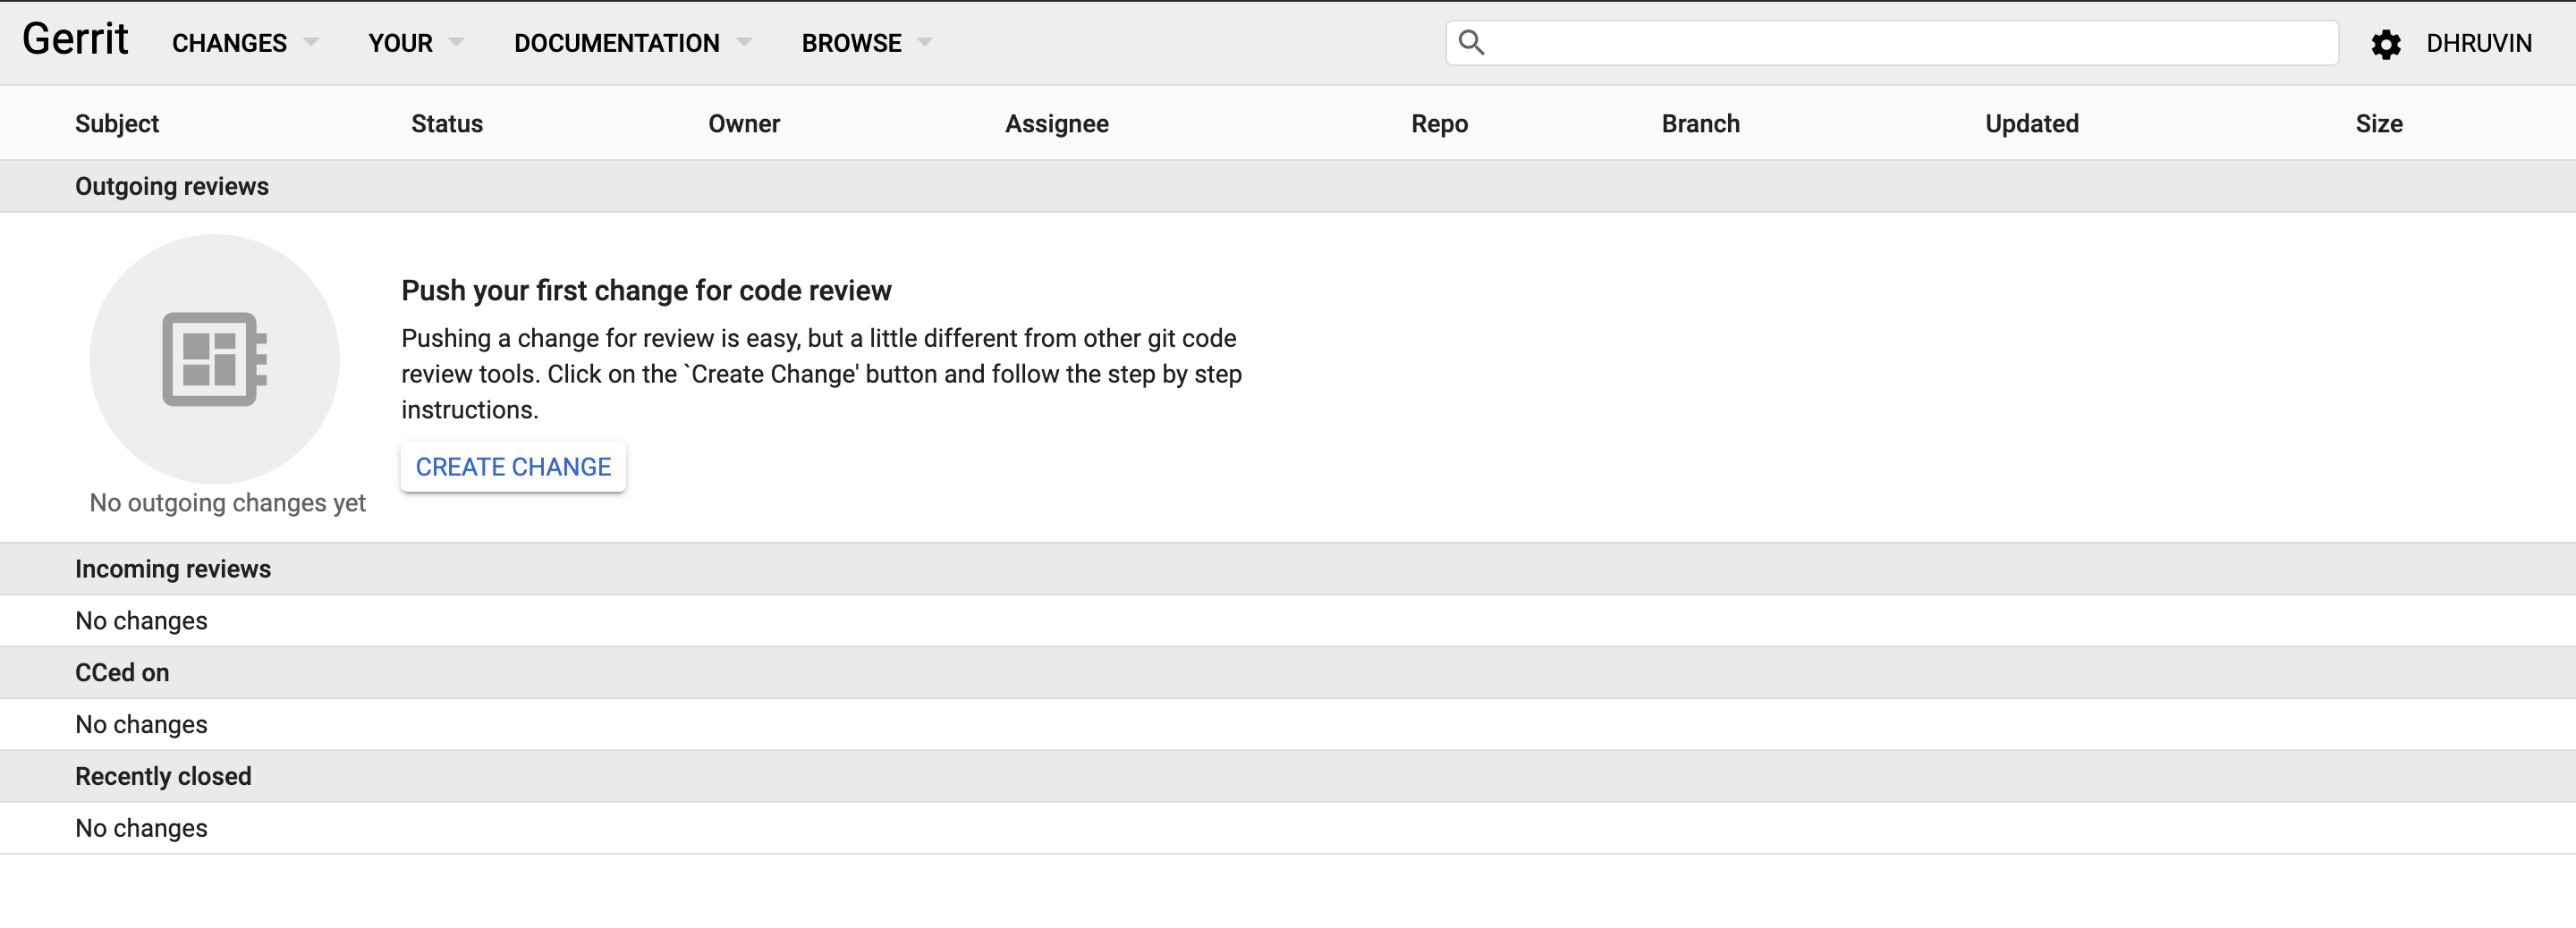 Gerrit CHANGES YOUR DOCUMENTATION BROWSE DHRUVIN
Subject Status Owner Assignee Repo Branch Updated Size
Outgoing reviews
Push your first change for code review
Pushing a change for review is easy, but a little different from other git code
review tools. Click on the `Create Change' button and follow the step by step
instructions.
CREATE CHANGE
No outgoing changes yet
Incoming reviews
No changes
CCed on
No changes
Recently closed
No changes